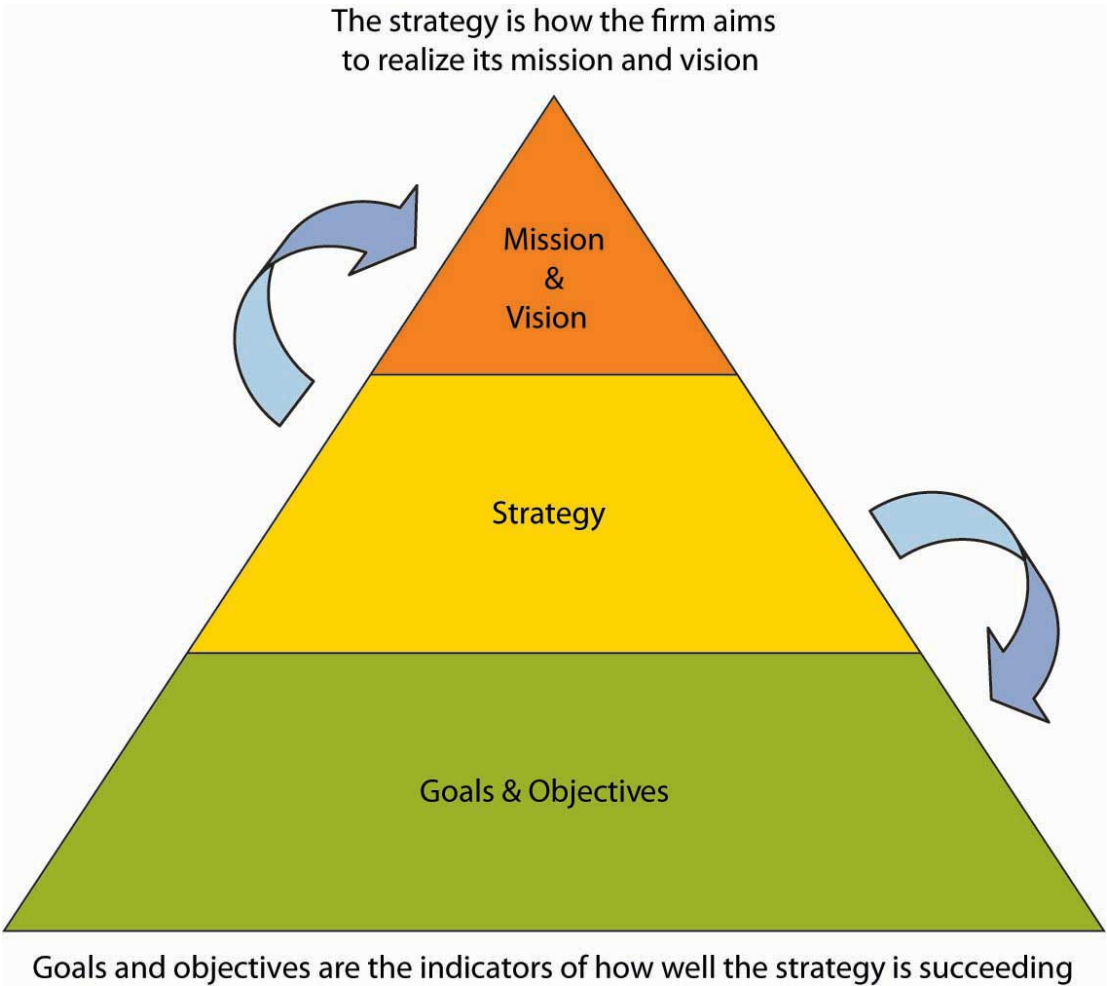 The strategy is how the firm aims
to realize its mission and vision
Mission
&
Vision
Strategy
Goals & Objectives
Goals and objectives are the indicators of how well the strategy is succeeding